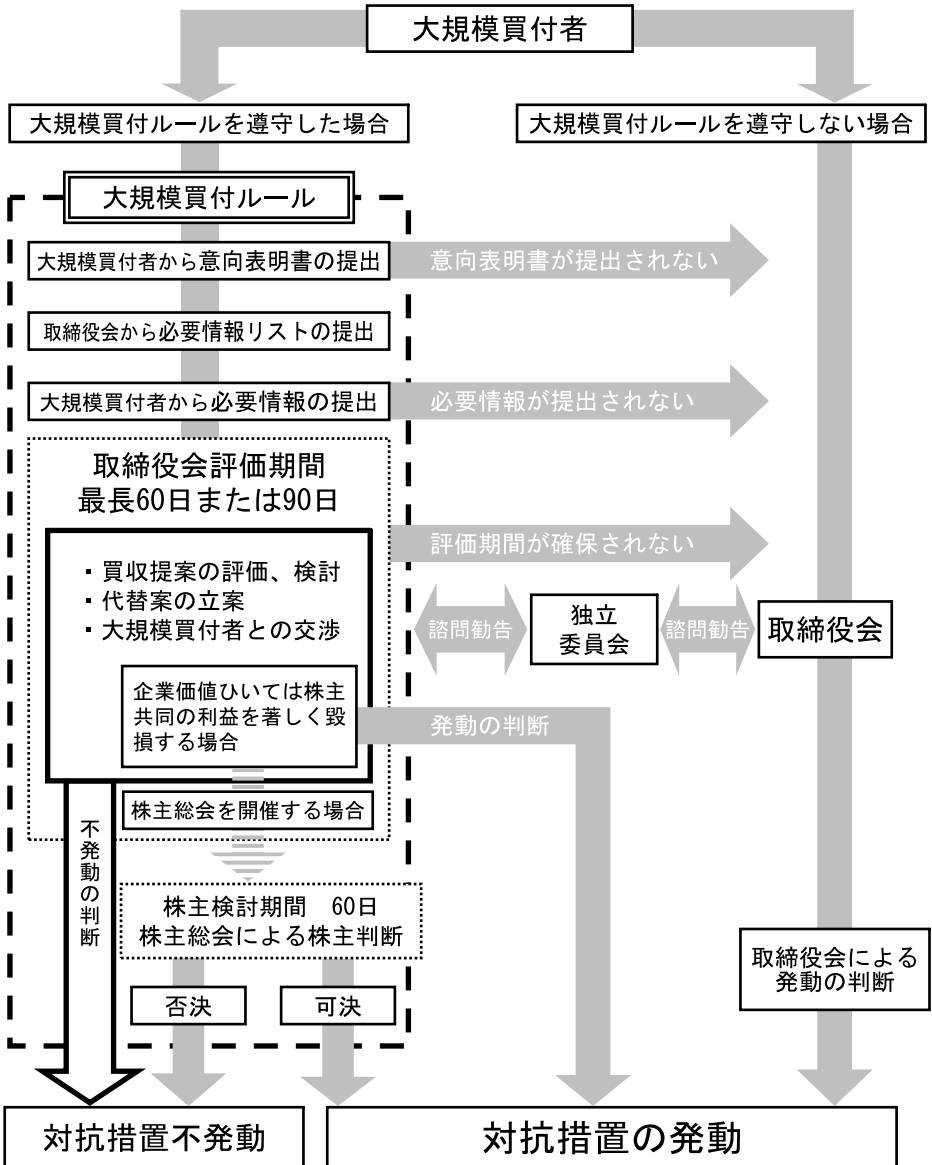 大規模買付者
大規模買付ルールを遵守した場合
大規模買付ルールを遵守しない場合
大規模買付ルール
大規模買付者から意向表明書の提出
意向表明書が提出されない
取締役会から必要情報リストの提出
大規模買付者から必要情報の提出
必要情報が提出されない
取締役会評価期間
最長60日または90日
評価期間が確保されない
・買収提案の評価、検討
・代替案の立案
・大規模買付者との交渉
諮問勧告
独立
委員会
諮問勧告
取締役会
企業価値ひいては株主
共同の利益を著しく毀
損する場合
発動の判断
株主総会を開催する場合
不発動の判断
株主検討期間　60日
株主総会による株主判断
取締役会による
発動の判断
否決
可決
対抗措置不発動
対抗措置の発動